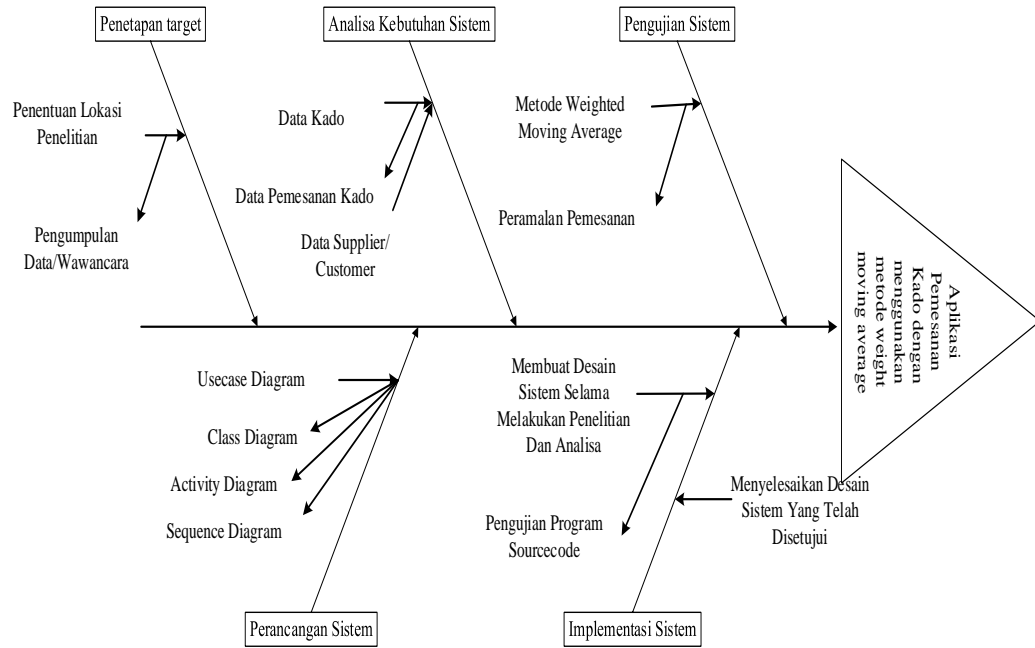 Penetapan target
Analisa Kebutuhan Sistem
Pengujian Sistem
Penentuan Lokasi
Penelitian
Pengumpulan
Data/Wawancara
Data Kado
Data Pemesanan Kado
Data Supplier/
Customer
Metode Weighted
Moving Average
Peramalan Pemesanan
Aplikasi
Pemesanan
Kado dengan
menggunakan
metode weight
moving average
Usecase Diagram
Class Diagram
Activity Diagram
Sequence Diagram
Membuat Desain
Sistem Selama
Melakukan Penelitian
Dan Analisa
Pengujian Program
Sourcecode
Menyelesaikan Desain
Sistem Yang Telah
Disetujui
Perancangan Sistem
Implementasi Sistem